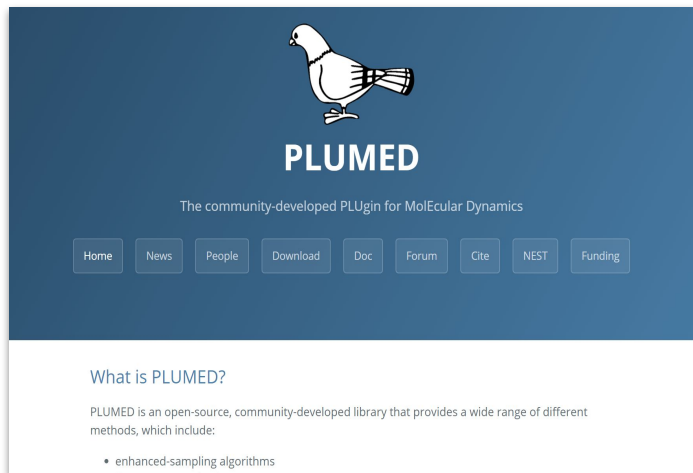 PLUMED
The community-developed PLUgin for MolEcular Dynamics
Home News People Download Doc Forum Cite NEST Funding
What is PLUMED?
PLUMED is an open-source, community-developed library that provides a wide range of different
methods, which include:
• enhanced-sampling algorithms